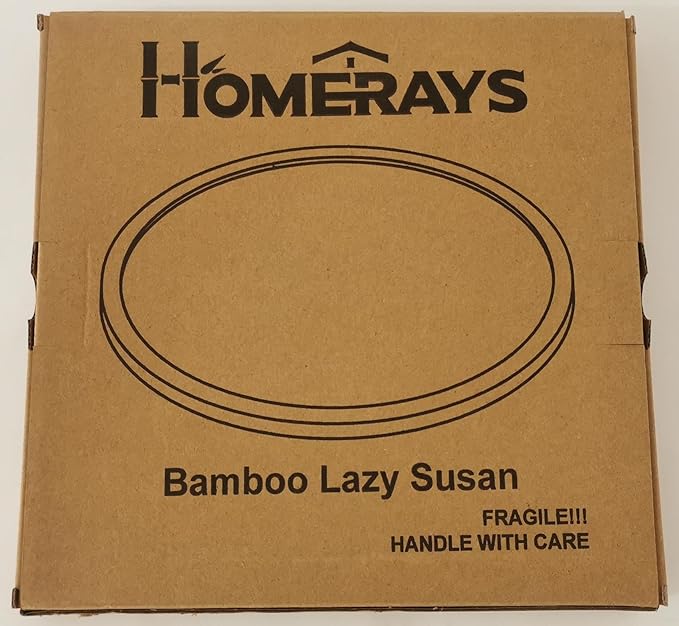 HOMERAYS
Bamboo Lazy Susan
FRAGILE!!!
HANDLE WITH CARE